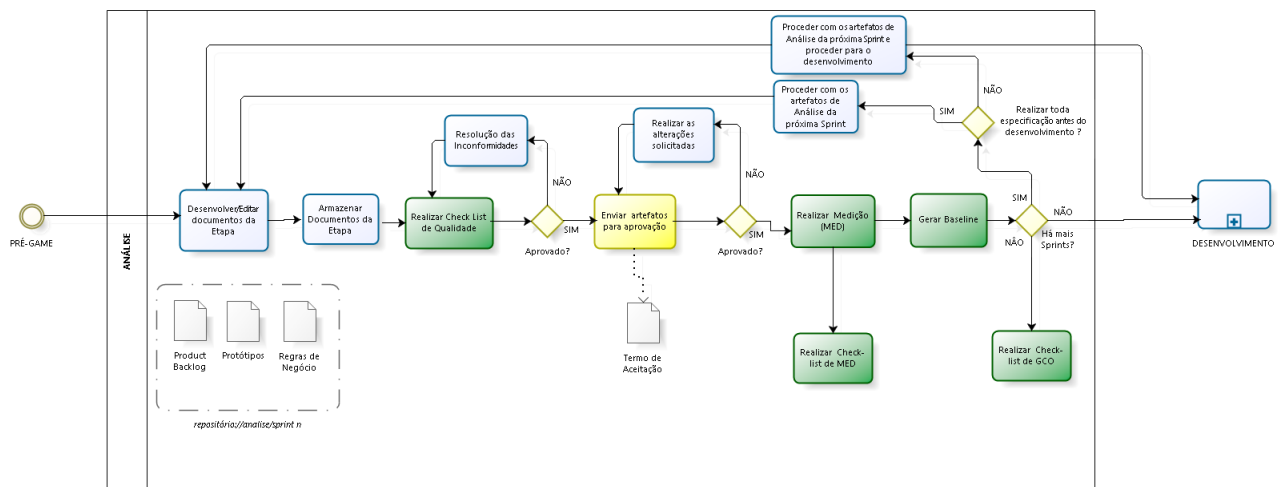 Proceder com os artefatos de
Análise da próxima Sprint e
proceder para o
desenvolvimento
NÃO
Proceder com os
artefatos de
Análise da
próxima Sprint
SIM
Realizar toda
especificação antes do
desenvolvimento ?
Resolução das
Inconformidades
Realizar as
alterações
solicitadas
NÃO
NÃO
PRÉ-GAME
ANÁLISE
Desenvolver/Editar
documentos da
Etapa
Armazenar
Documentos da
Etapa
Realizar Check List
de Qualidade
SIM
Aprovado?
Enviar artefatos
para aprovação
SIM
Aprovado?
Realizar Medição
(MED)
Gerar Baseline
SIM
NÃO
NÃO
Há mais
Sprints?
DESENVOLVIMENTO
Product
Backlog
Protótipos
Regras de
Negócio
repositório://analise/sprint n
Termo de
Aceitação
Realizar Check-
list de MED
Realizar Check-
list de GCO